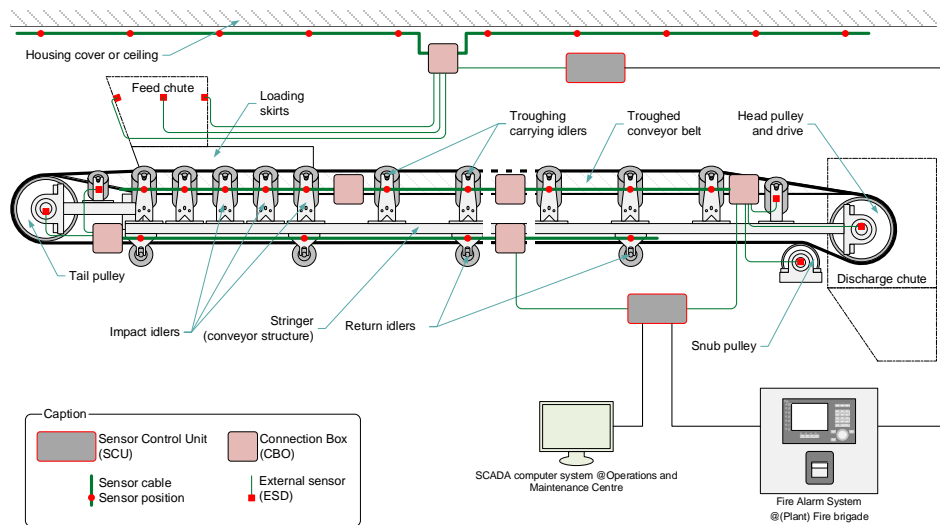 Housing cover or ceiling
Feed chute
Loading
skirts
Troughing
carrying idlers
Troughed
conveyor belt
Head pulley
and drive
Tail pulley
Impact idlers
Stringer
(conveyor structure)
Return idlers
Snub pulley
Discharge chute
Caption
Sensor Control Unit
(SCU)
Connection Box
(CBO)
Sensor cable
Sensor position
External sensor
(ESD)
SCADA computer system @Operations and
Maintenance Centre
Fire Alarm System
@(Plant) Fire brigade